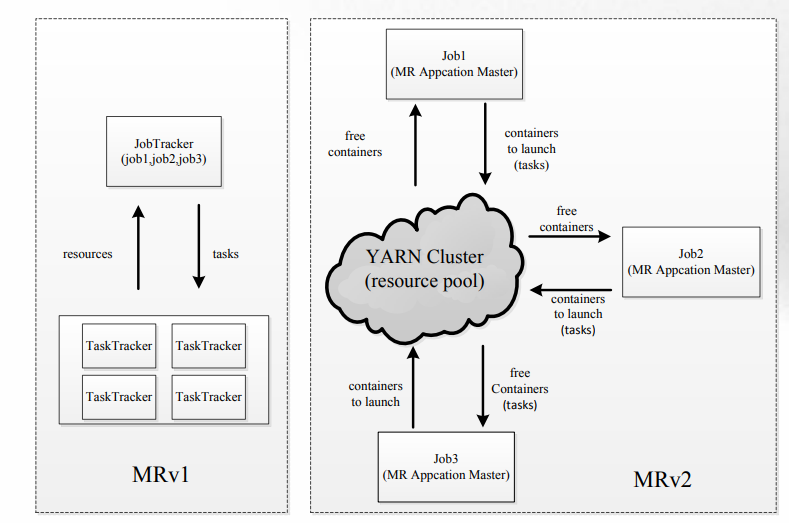 JobTracker
(job1,job2,job3)
resources
tasks
TaskTracker
TaskTracker
TaskTracker
TaskTracker
MRv1
Job1
(MR Appcation Master)
free
containers
containers
to launch
(tasks)
YARN Cluster
(resource pool)
free
containers
Job2
(MR Appcation Master)
containers
to launch
(tasks)
containers
to launch
free
Containers
(tasks)
Job3
(MR Appcation Master)
MRv2